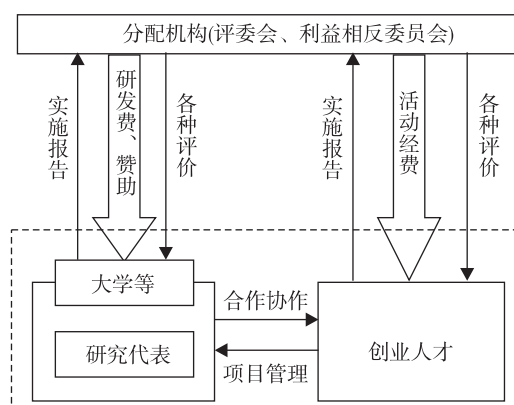 分配机构(评委会、利益相反委员会)
实施报告
研发费、赞助
各种评价
实施报告
活动经费
各种评价
大学等
合作协作
研究代表
创业人才
项目管理